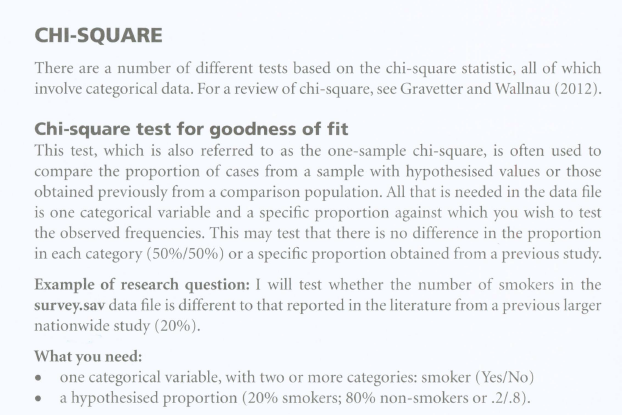 CHI-SQUARE
There are a number of different tests based on the chi-square statistic, all of which
involve categorical data. For a review of chi-square, see Gravetter and Wallnau (2012).
Chi-square test for goodness of fit
This test, which is also referred to as the one-sample chi-square, is often used to
compare the proportion of cases from a sample with hypothesised values or those
obtained previously from a comparison population. All that is needed in the data file
is one categorical variable and a specific proportion against which you wish to test
the observed frequencies. This may test that there is no difference in the proportion
in each category (50%/50%) or a specific proportion obtained from a previous study.
Example of research question: I will test whether the number of smokers in the
survey.sav data file is different to that reported in the literature from a previous larger
nationwide study (20%).
What you need:
• one categorical variable, with two or more categories: smoker (Yes/No)
• a hypothesised proportion (20% smokers; 80% non-smokers or .2/.8).